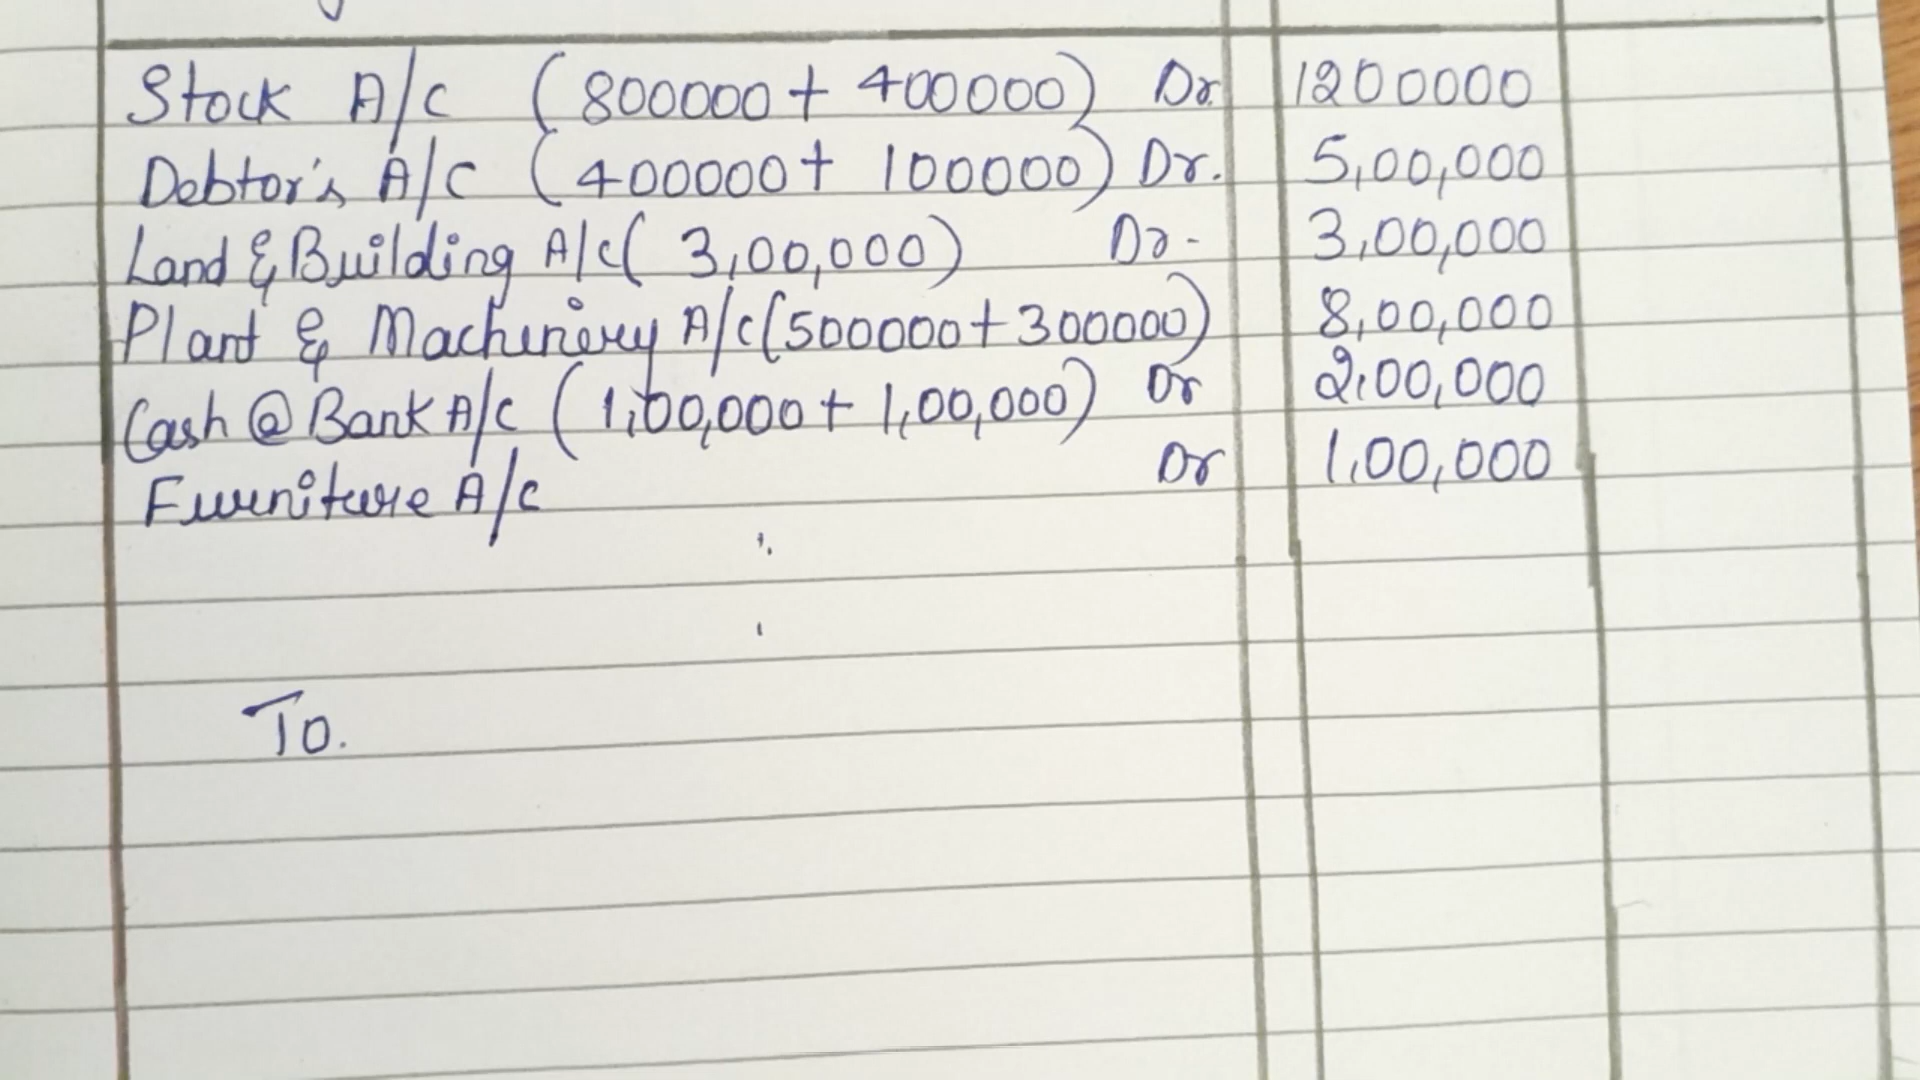 Stock A/c (800000 + 400000) Dr. 1200000
Debtor's A/c (400000 + 100000) Dr. 5,00,000
Land & Building A/c ( 3,00,000) Dr- 3,00,000
Plant & Machinery A/c (500000 + 300000) 8,00,000
Cash @ Bank A/c (1,00,000 + 1,00,000) Dr 2,00,000
Furniture A/c Dr 1,00,000
To.